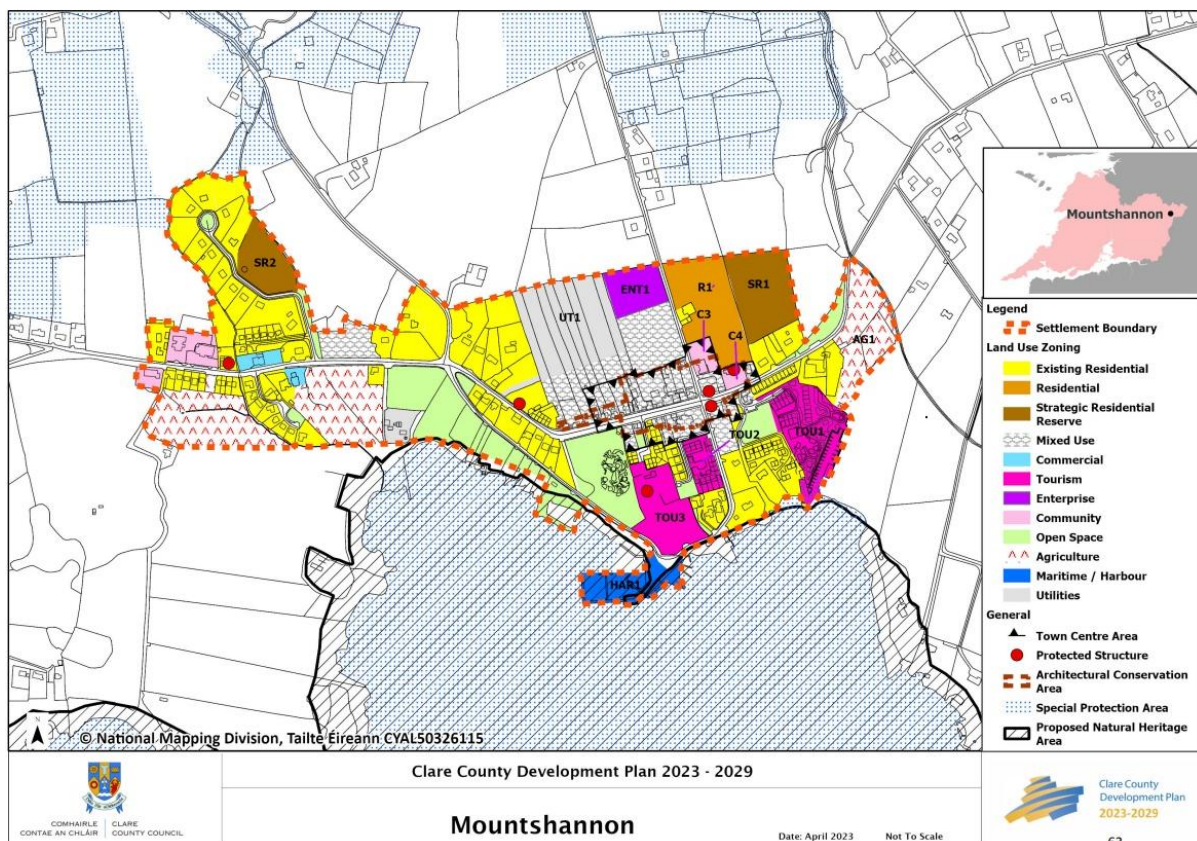 SR2
ENT1
R1
SR1
UT1
C3
C4
AG1
TOU2
TOU1
TOU3
HAR1
N
© National Mapping Division, Tailte Éireann CYAL50326115
Mountshannon
Legend
Settlement Boundary
Land Use Zoning
Existing Residential
Residential
Strategic Residential
Reserve
Mixed Use
Commercial
Tourism
Enterprise
Community
Open Space
Agriculture
Maritime / Harbour
Utilities
General
Town Centre Area
Protected Structure
Architectural Conservation
Area
Special Protection Area
Proposed Natural Heritage
Area
COMHAIRLE CONTAE AN CHLÁIR
CLARE COUNTY COUNCIL
Clare County Development Plan 2023 - 2029
Mountshannon
Date: April 2023 Not To Scale
Clare County
Development Plan
2023-2029